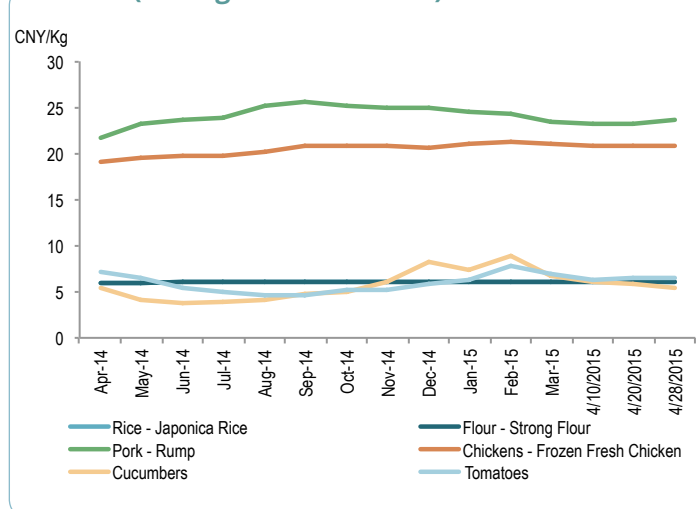 CNY/Kg
30
25
20
15
10
5
0
Apr-14 May-14 Jun-14 Jul-14 Aug-14 Sep-14 Oct-14 Nov-14 Dec-14 Jan-15 Feb-15 Mar-15 4/10/2015 4/20/2015 4/28/2015
Rice - Japonica Rice Flour - Strong Flour
Pork - Rump Chickens - Frozen Fresh Chicken
Cucumbers Tomatoes